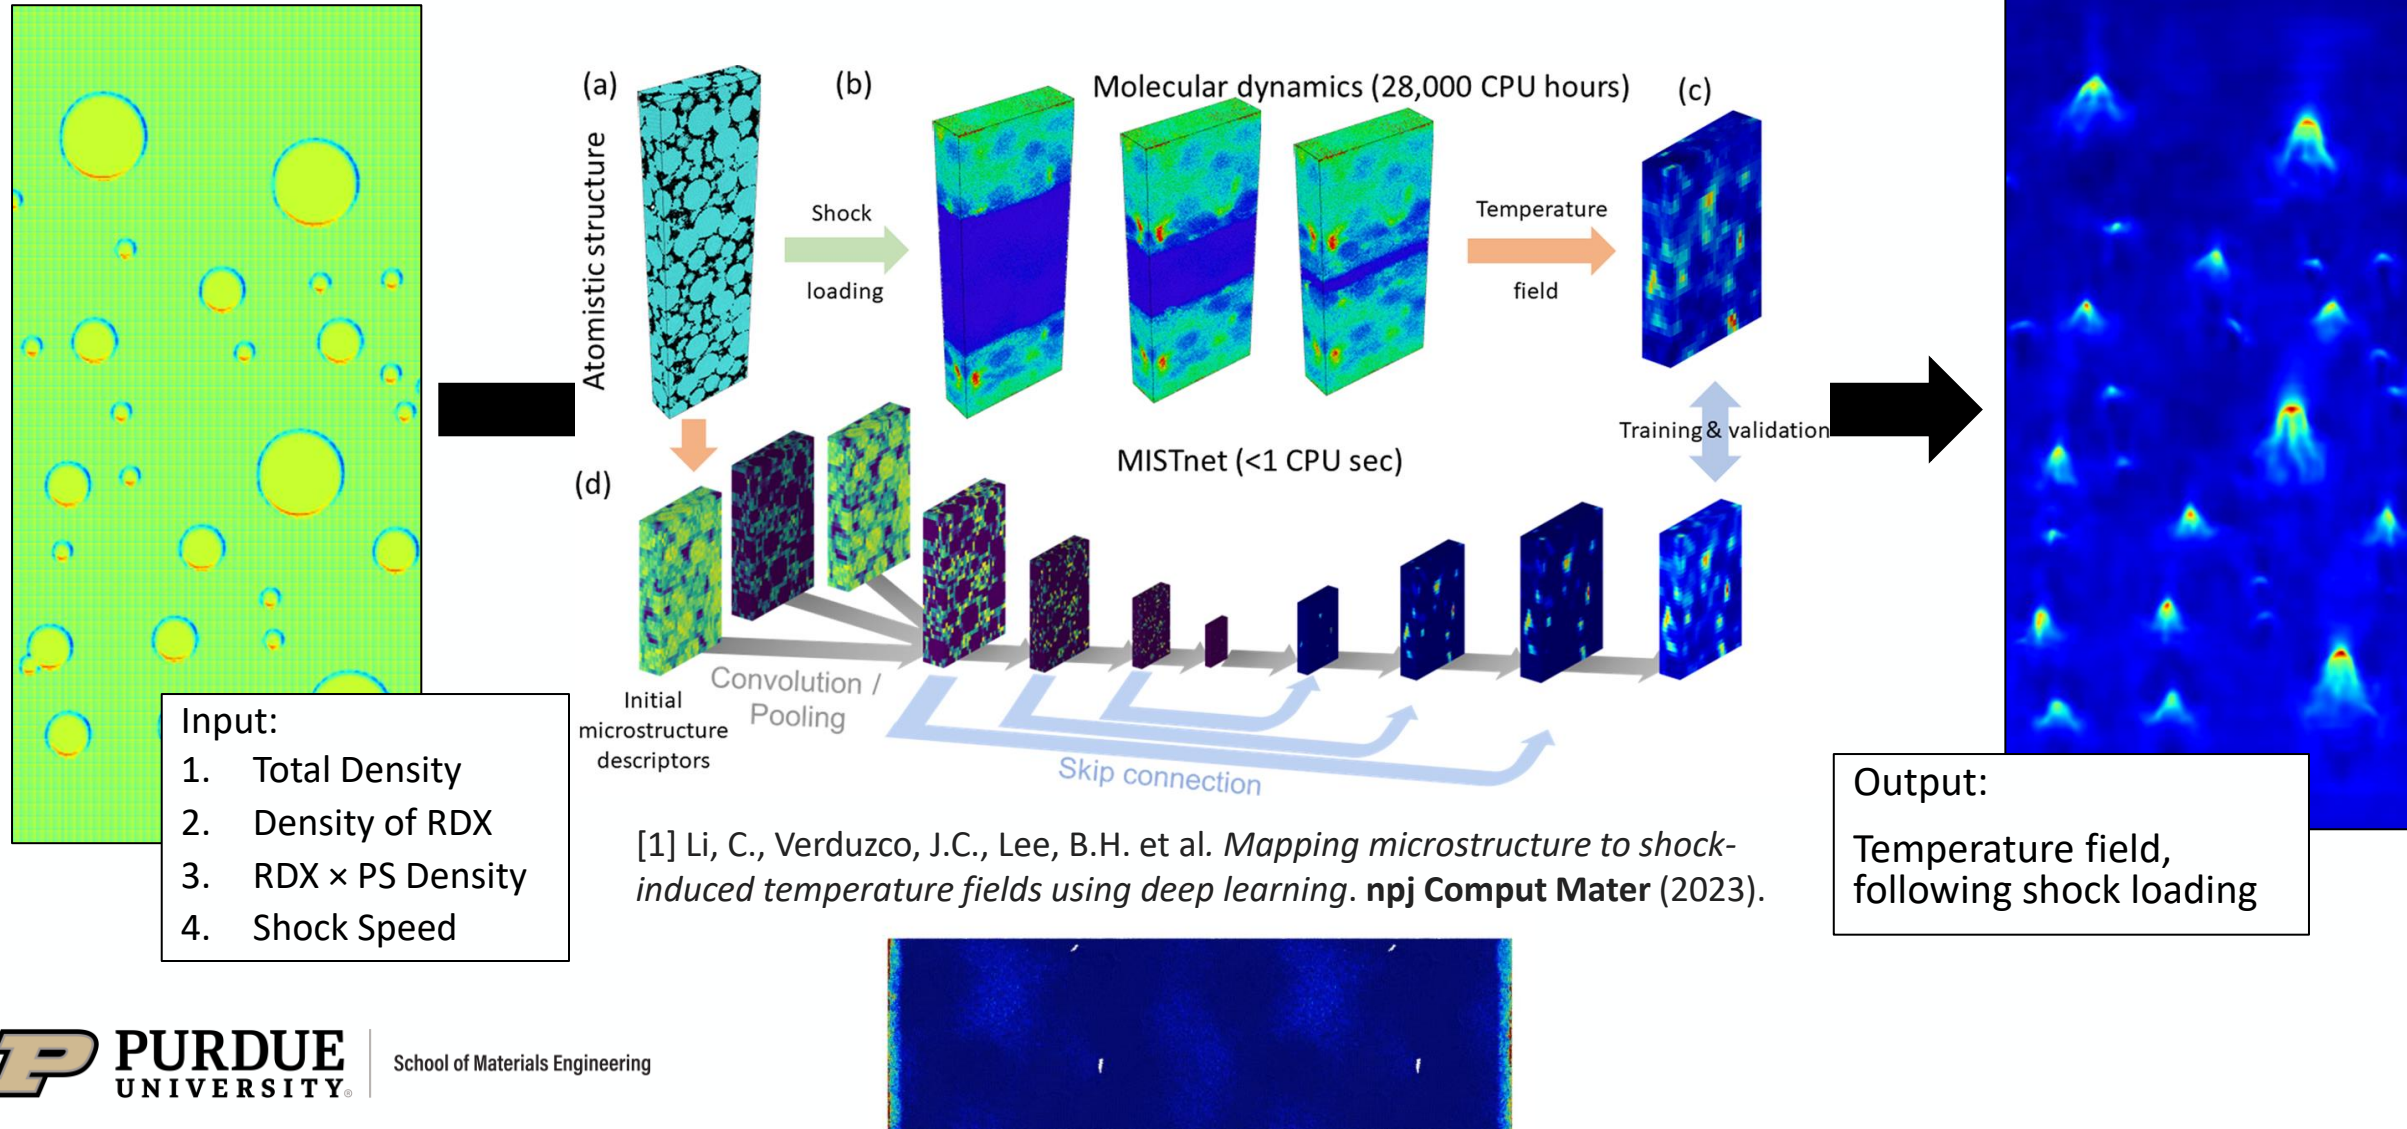 (a)
Atomistic structure
(b)
Molecular dynamics (28,000 CPU hours)
(c)
Shock
loading
Temperature
field
Training & validation
MISTnet (<1 CPU sec)
(d)
Initial
microstructure
descriptors
Convolution /
Pooling
Skip connection
Input:
1. Total Density
2. Density of RDX
3. RDX × PS Density
4. Shock Speed
Output:
Temperature field,
following shock loading
[1] Li, C., Verduzco, J.C., Lee, B.H. et al. Mapping microstructure to shock-
induced temperature fields using deep learning. npj Comput Mater (2023).
P
PURDUE
UNIVERSITY®
School of Materials Engineering